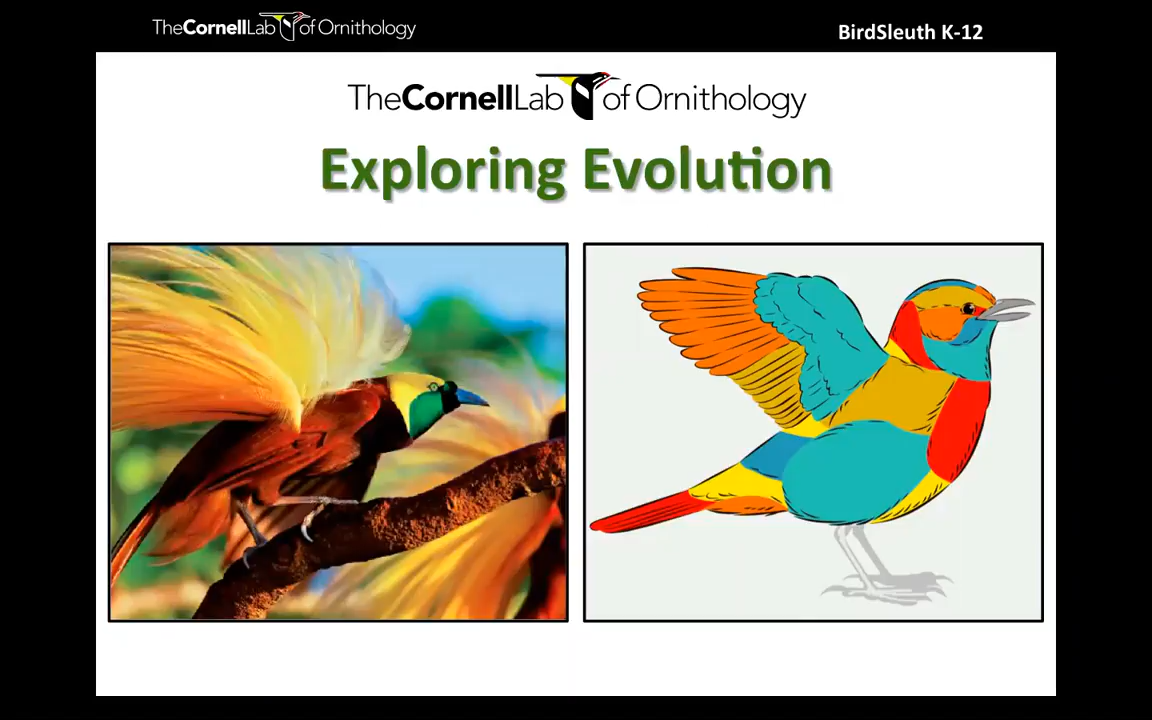 TheCornellLab of Ornithology
BirdSleuth K-12
TheCornellLab of Ornithology
Exploring Evolution